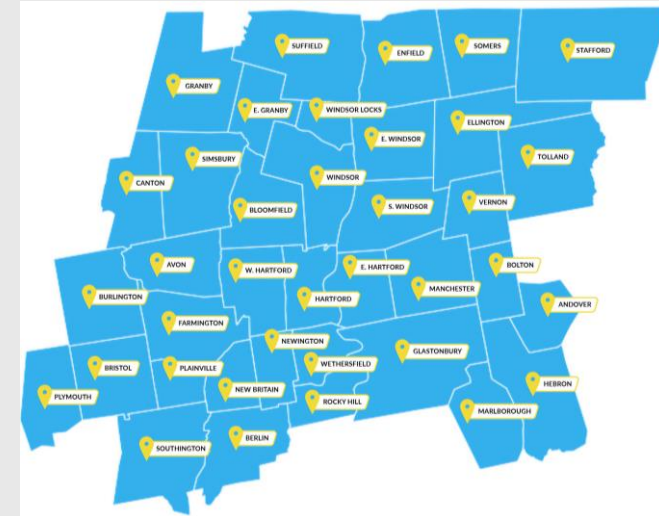 SUFFIELD
ENFIELD
SOMERS
STAFFORD
GRANBY
E. GRANBY
WINDSOR LOCKS
ELLINGTON
E. WINDSOR
SIMSBURY
TOLLAND
CANTON
WINDSOR
BLOOMFIELD
S. WINDSOR
VERNON
AVON
W. HARTFORD
E. HARTFORD
BOLTON
BURLINGTON
HARTFORD
MANCHESTER
ANDOVER
FARMINGTON
NEWINGTON
GLASTONBURY
BRISTOL
PLAINVILLE
WETHERSFIELD
HEBRON
PLYMOUTH
NEW BRITAIN
ROCKY HILL
MARLBOROUGH
SOUTHINGTON
BERLIN